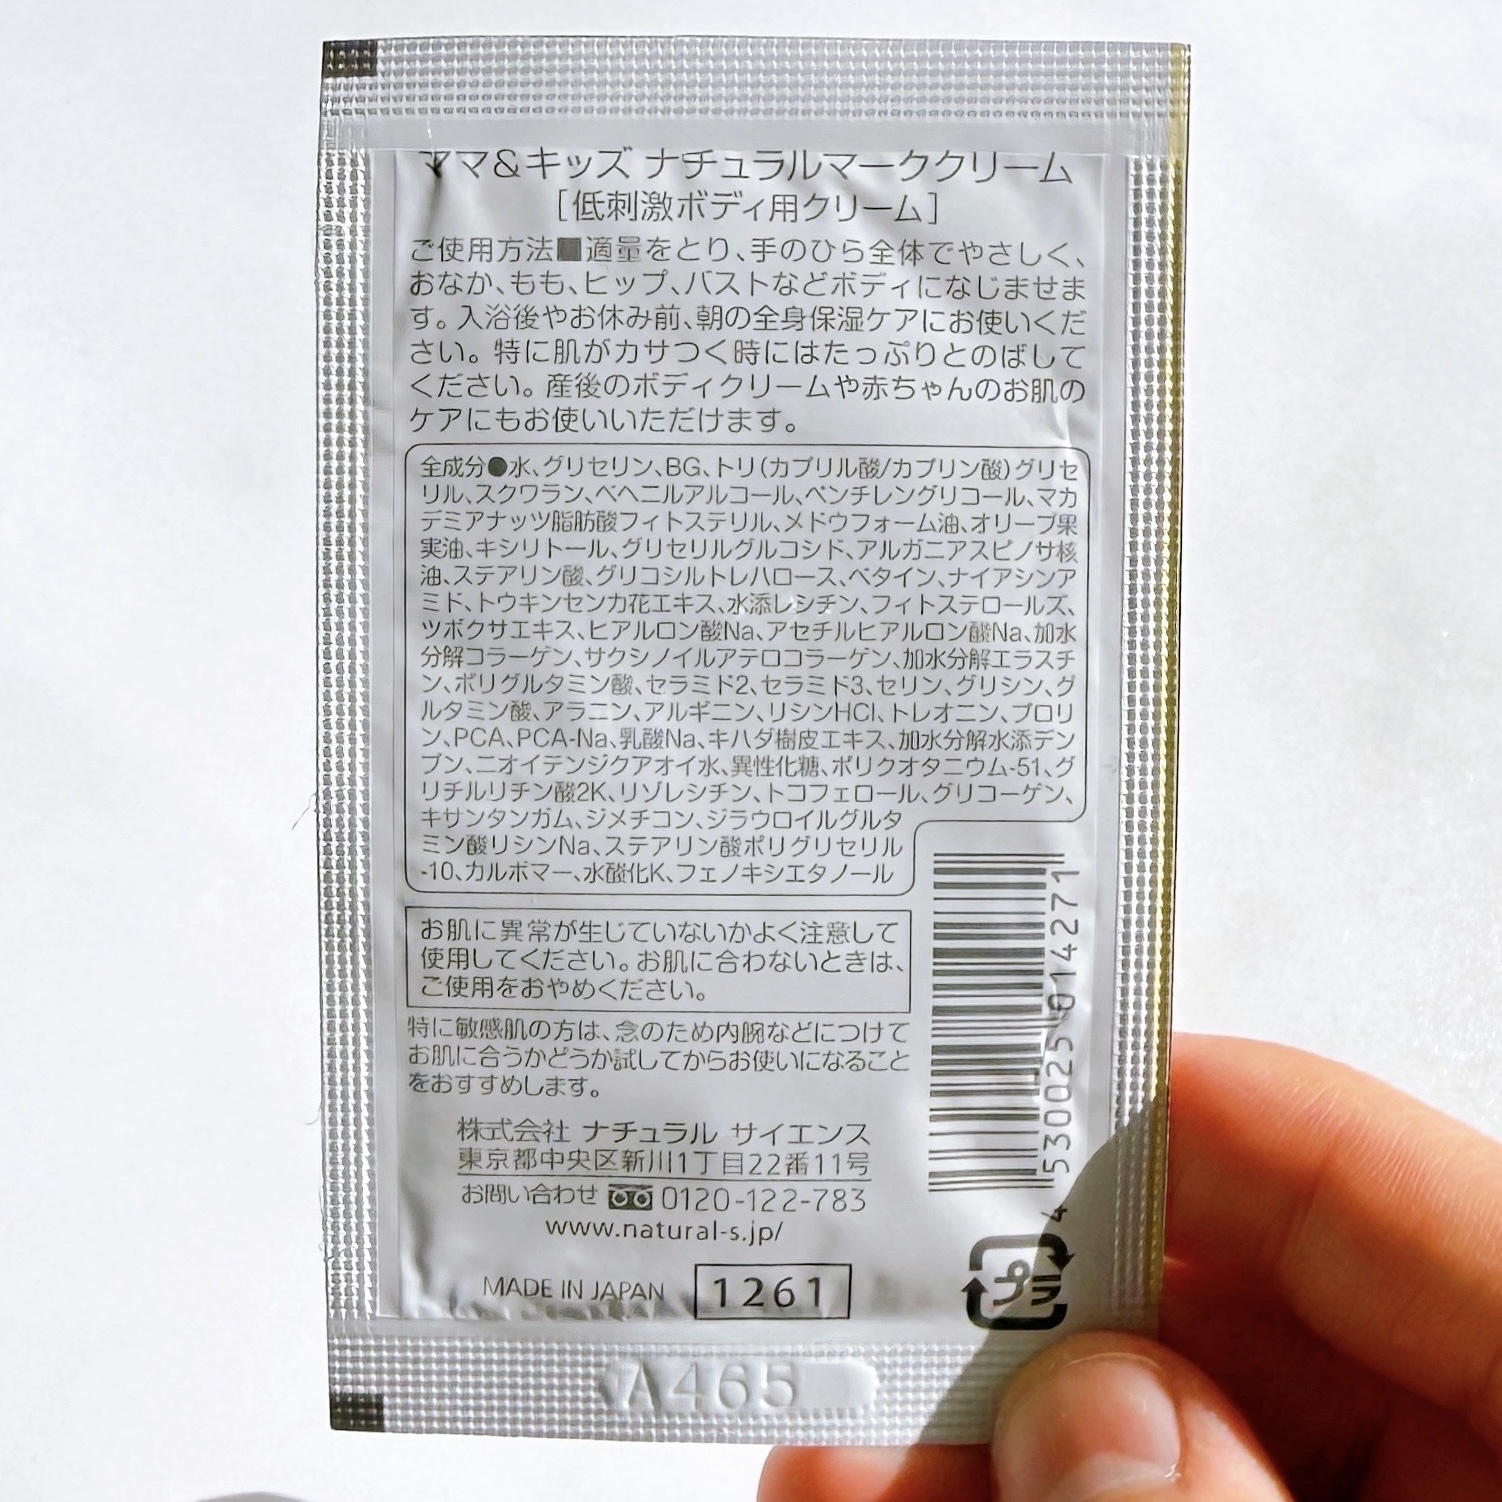 ママ&キッズ ナチュラルマーククリーム
[低刺激ボディ用クリーム]
ご使用方法■適量をとり、手のひら全体でやさしく、
おなか、もも、ヒップ、バストなどボディになじませま
す。入浴後やお休み前、朝の全身保湿ケアにお使いくだ
さい。特に肌がカサつく時にはたっぷりとのばして
ください。産後のボディクリームや赤ちゃんのお肌の
ケアにもお使いいただけます。
全成分●水、グリセリン、BG、トリ(カプリル酸/カプリン酸)グリセ
リル、スクワラン、ベヘニルアルコール、ペンチレングリコール、マカ
デミアナッツ脂肪酸フィトステリル、メドウフォーム油、オリーブ果
実油、キシリトール、グリセリルグルコシド、アルガニアスピノサ核
油、ステアリン酸、グリコシルトレハロース、ベタイン、ナイアシンア
ミド、トウキンセンカ花エキス、水添レシチン、フィトステロールズ、
ツボクサエキス、ヒアルロン酸Na、アセチルヒアルロン酸Na、加水
分解コラーゲン、サクシノイルアテロコラーゲン、加水分解エラスチ
ン、ポリグルタミン酸、セラミド2、セラミド3、セリン、グリシン、グ
ルタミン酸、アラニン、アルギニン、リシンHCl、トレオニン、プロリ
ン、PCA、PCA-Na、乳酸Na、キハダ樹皮エキス、加水分解水添デン
プン、ニオイテンジクアオイ水、異性化糖、ポリクオタニウム-51、グ
リチルリチン酸2K、リゾレシチン、トコフェロール、グリコーゲン、
キサンタンガム、ジメチコン、ジラウロイルグルタ
ミン酸リシンNa、ステアリン酸ポリグリセリル
-10、カルボマー、水酸化K、フェノキシエタノール
お肌に異常が生じていないかよく注意して
使用してください。お肌に合わないときは、
ご使用をおやめください。
特に敏感肌の方は、念のため内腕などにつけて
お肌に合うかどうか試してからお使いになること
をおすすめします。
株式会社 ナチュラル サイエンス
東京都中央区新川1丁目22番11号
お問い合わせ 0120-122-783
www.natural-s.jp/
MADE IN JAPAN 1261
4 530025 014271
プラ
A465